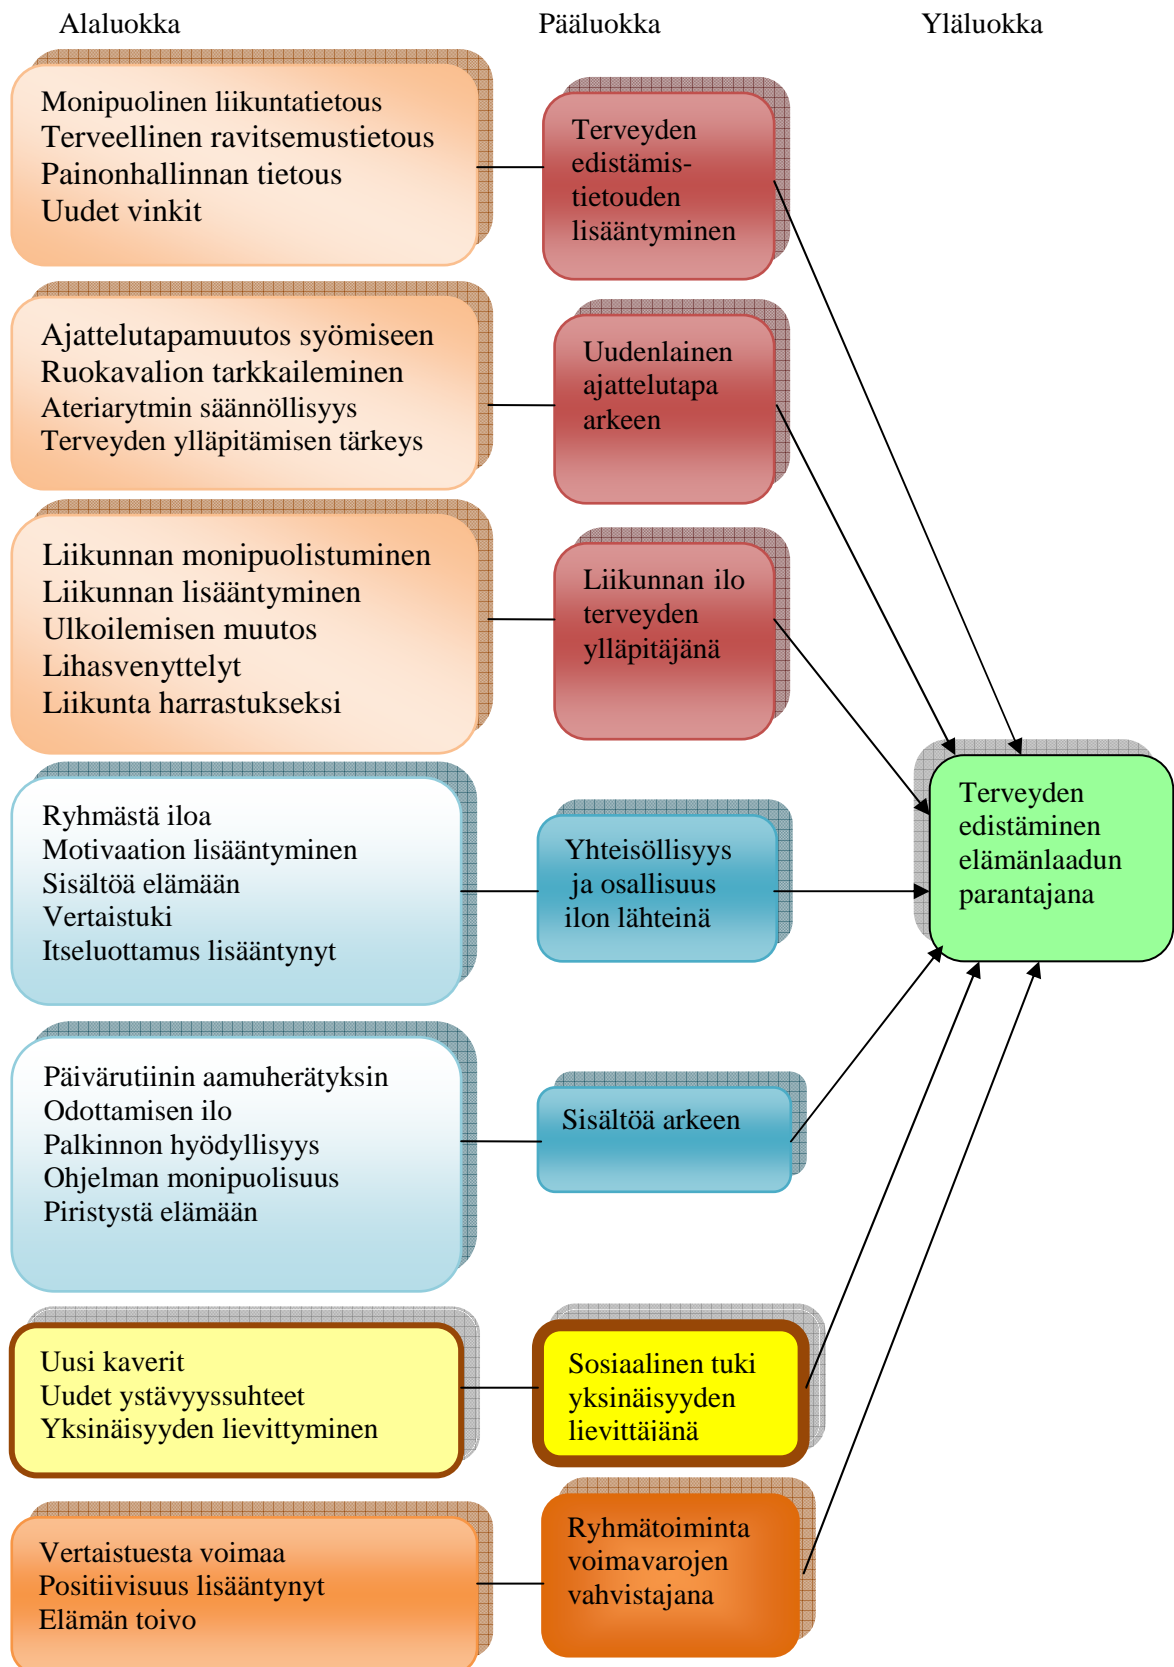 Alaluokka
Pääluokka
Yläluokka
Monipuolinen liikuntatietous
Terveellinen ravitsemustietous
Painonhallinnan tietous
Uudet vinkit
Terveyden
edistämis-
tietouden
lisääntyminen
Ajattelutapamuutos syömiseen
Ruokavalion tarkkaileminen
Ateriarytmin säännöllisyys
Terveyden ylläpitämisen tärkeys
Uudenlainen
ajattelutapa
arkeen
Liikunnan monipuolistuminen
Liikunnan lisääntyminen
Ulkoilemisen muutos
Lihasvenyttelyt
Liikunta harrastukseksi
Liikunnan ilo
terveyden
ylläpitäjänä
Ryhmästä iloa
Motivaation lisääntyminen
Sisältöä elämään
Vertaistuki
Itseluottamus lisääntynyt
Yhteisöllisyys
ja osallisuus
ilon lähteinä
Terveyden
edistäminen
elämänlaadun
parantajana
Päivärutiinin aamuherätyksin
Odottamisen ilo
Palkinnon hyödyllisyys
Ohjelman monipuolisuus
Piristystä elämään
Sisältöä arkeen
Uusi kaverit
Uudet ystävyyssuhteet
Yksinäisyyden lievittyminen
Sosiaalinen tuki
yksinäisyyden
lievittäjänä
Vertaistuesta voimaa
Positiivisuus lisääntynyt
Elämän toivo
Ryhmätoiminta
voimavarojen
vahvistajana